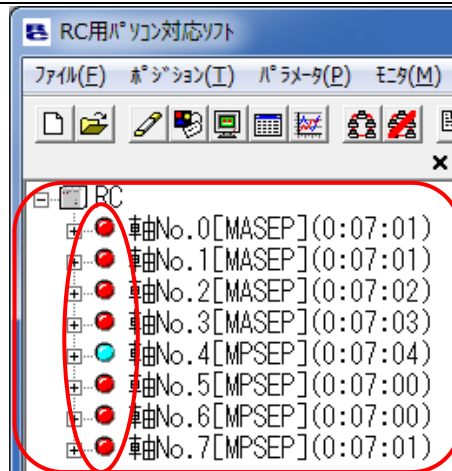 RC用ﾊﾟｿｺﾝ対応ｿﾌﾄ
ﾌｧｲﾙ(F) ﾎﾟｼﾞｼｮﾝ(T) ﾊﾟﾗﾒｰﾀ(P) ﾓﾆﾀ(M)
RC
軸No.0[MASEP](0:07:01)
軸No.1[MASEP](0:07:01)
軸No.2[MASEP](0:07:02)
軸No.3[MASEP](0:07:03)
軸No.4[MPSEP](0:07:04)
軸No.5[MPSEP](0:07:00)
軸No.6[MPSEP](0:07:00)
軸No.7[MPSEP](0:07:01)